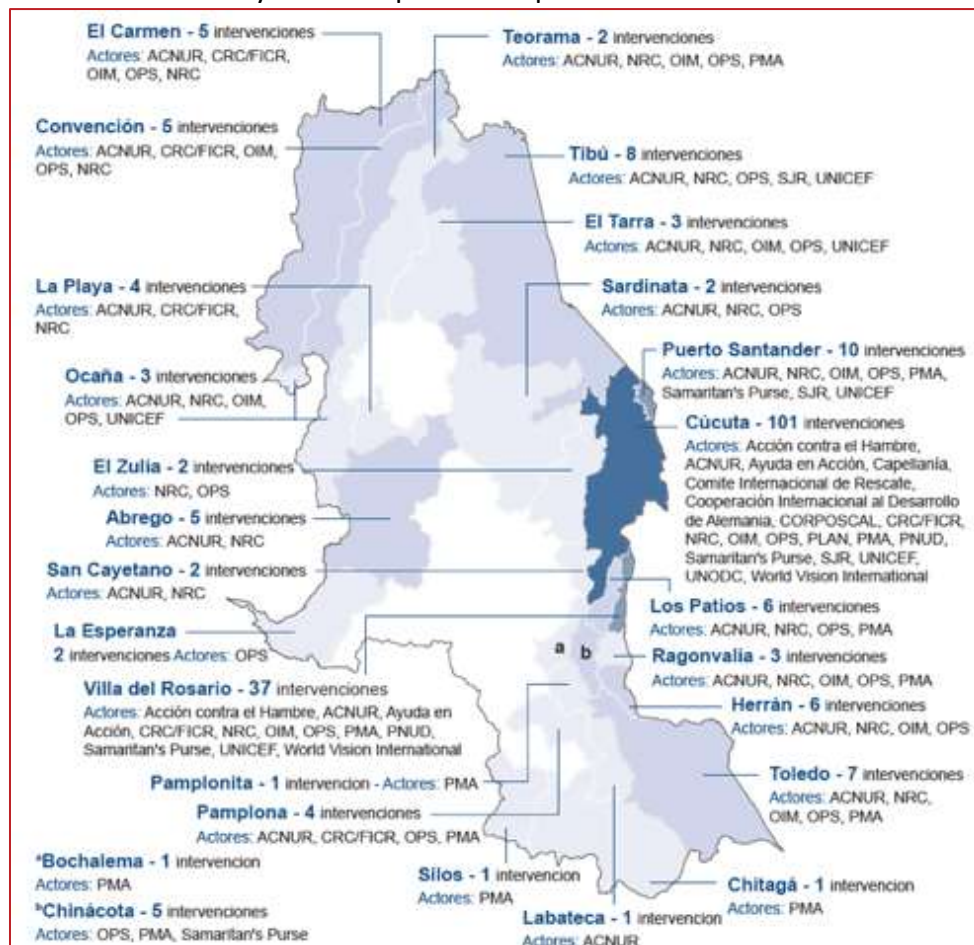 El Carmen - 5 intervenciones
Actores: ACNUR, CRC/FICR,
OIM, OPS, NRC
Teorama - 2 intervenciones
Actores: ACNUR, NRC, OIM, OPS, PMA
Convención - 5 intervenciones
Actores: ACNUR, CRC/FICR, OIM,
OPS, NRC
Tibú - 8 intervenciones
Actores: ACNUR, NRC, OPS, SJR, UNICEF
El Tarra - 3 intervenciones
Actores: ACNUR, NRC, OIM, OPS, UNICEF
La Playa - 4 intervenciones
Actores: ACNUR, CRC/FICR,
NRC
Sardinata - 2 intervenciones
Actores: ACNUR, NRC, OPS
Ocaña - 3 intervenciones
Actores: ACNUR, NRC, OIM,
OPS, UNICEF
Puerto Santander - 10 intervenciones
Actores: ACNUR, NRC, OIM, OPS, PMA,
Samaritan's Purse, SJR, UNICEF
Cúcuta - 101 intervenciones
Actores: Acción contra el Hambre,
ACNUR, Ayuda en Acción, Capellanía,
Comite Internacional de Rescate,
Cooperación Internacional al Desarrollo
de Alemania, CORPOSCAL, CRC/FICR,
NRC, OIM, OPS, PLAN, PMA, PNUD,
Samaritan's Purse, SJR, UNICEF,
UNODC, World Vision International
El Zulia - 2 intervenciones
Actores: NRC, OPS
Abrego - 5 intervenciones
Actores: ACNUR, NRC
San Cayetano - 2 intervenciones
Actores: ACNUR, NRC
Los Patios - 6 intervenciones
Actores: ACNUR, NRC, OPS, PMA
La Esperanza
2 intervenciones Actores: OPS
a b
Ragonvalia - 3 intervenciones
Actores: ACNUR, NRC, OIM, OPS, PMA
Villa del Rosario - 37 intervenciones
Actores: Acción contra el Hambre, ACNUR, Ayuda en
Acción, CRC/FICR, NRC, OIM, OPS, PMA, PNUD,
Samaritan's Purse, UNICEF, World Vision International
Herrán - 6 intervenciones
Actores: ACNUR, NRC, OIM, OPS
Pamplonita - 1 intervencion - Actores: PMA
Toledo - 7 intervenciones
Actores: ACNUR, NRC,
OIM, OPS, PMA
Pamplona - 4 intervenciones
Actores: ACNUR, CRC/FICR, OPS, PMA
ᵃBochalema - 1 intervencion
Actores: PMA
ᵇChinácota - 5 intervenciones
Actores: OPS, PMA, Samaritan's Purse
Silos - 1 intervencion
Actores: PMA
Labateca - 1 intervencion
Actores: ACNUR
Chitagá - 1 intervencion
Actores: PMA